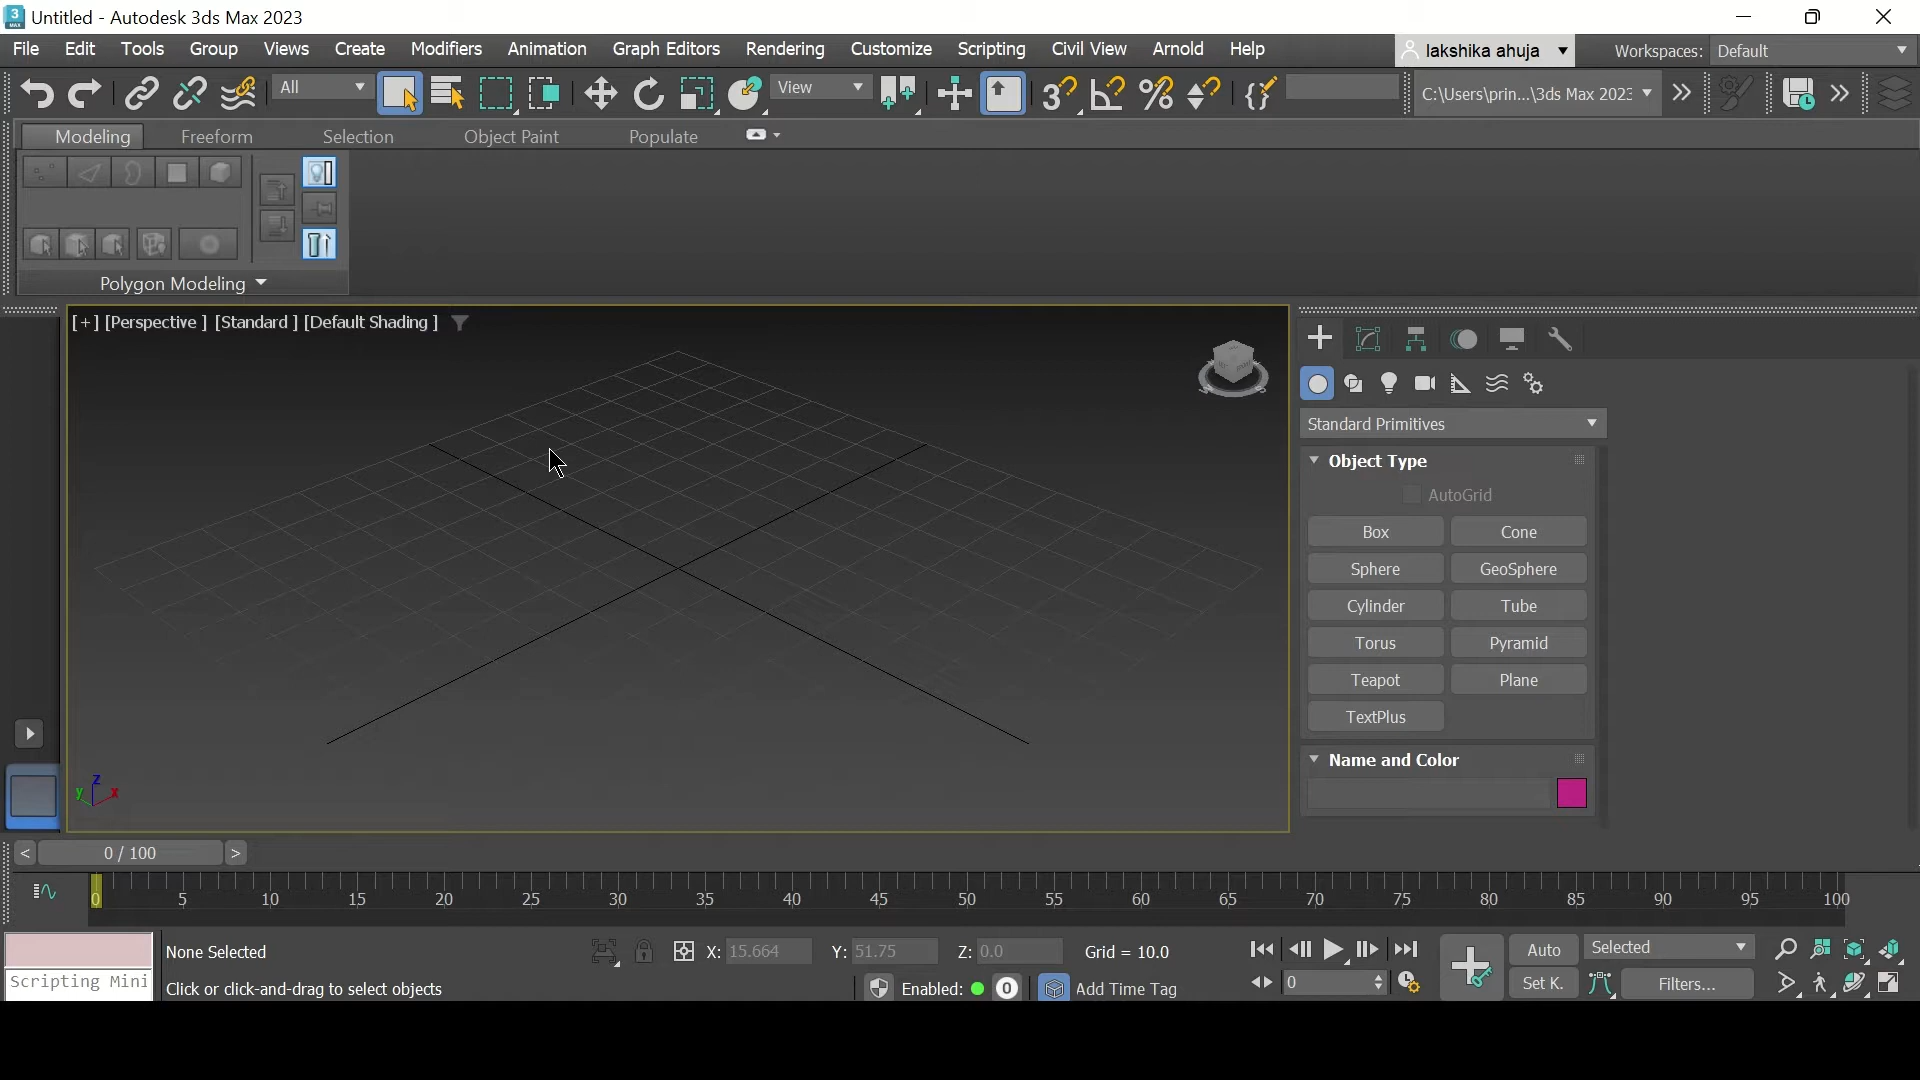 Untitled - Autodesk 3ds Max 2023
File Edit Tools Group Views Create Modifiers Animation Graph Editors Rendering Customize Scripting Civil View Arnold Help lakshika ahuja Workspaces: Default
All View C:\Users\prin...\3ds Max 2023
Modeling Freeform Selection Object Paint Populate
Polygon Modeling
[+] [Perspective ] [Standard ] [Default Shading ]
Standard Primitives
Object Type
AutoGrid
Box Cone
Sphere GeoSphere
Cylinder Tube
Torus Pyramid
Teapot Plane
TextPlus
Name and Color
z
y x
< 0 / 100 >
0 5 10 15 20 25 30 35 40 45 50 55 60 65 70 75 80 85 90 95 100
None Selected X: 15.664 Y: 51.75 Z: 0.0 Grid = 10.0 Auto Selected
Scripting Mini Click or click-and-drag to select objects Enabled: 0 Add Time Tag 0 Set K. Filters...